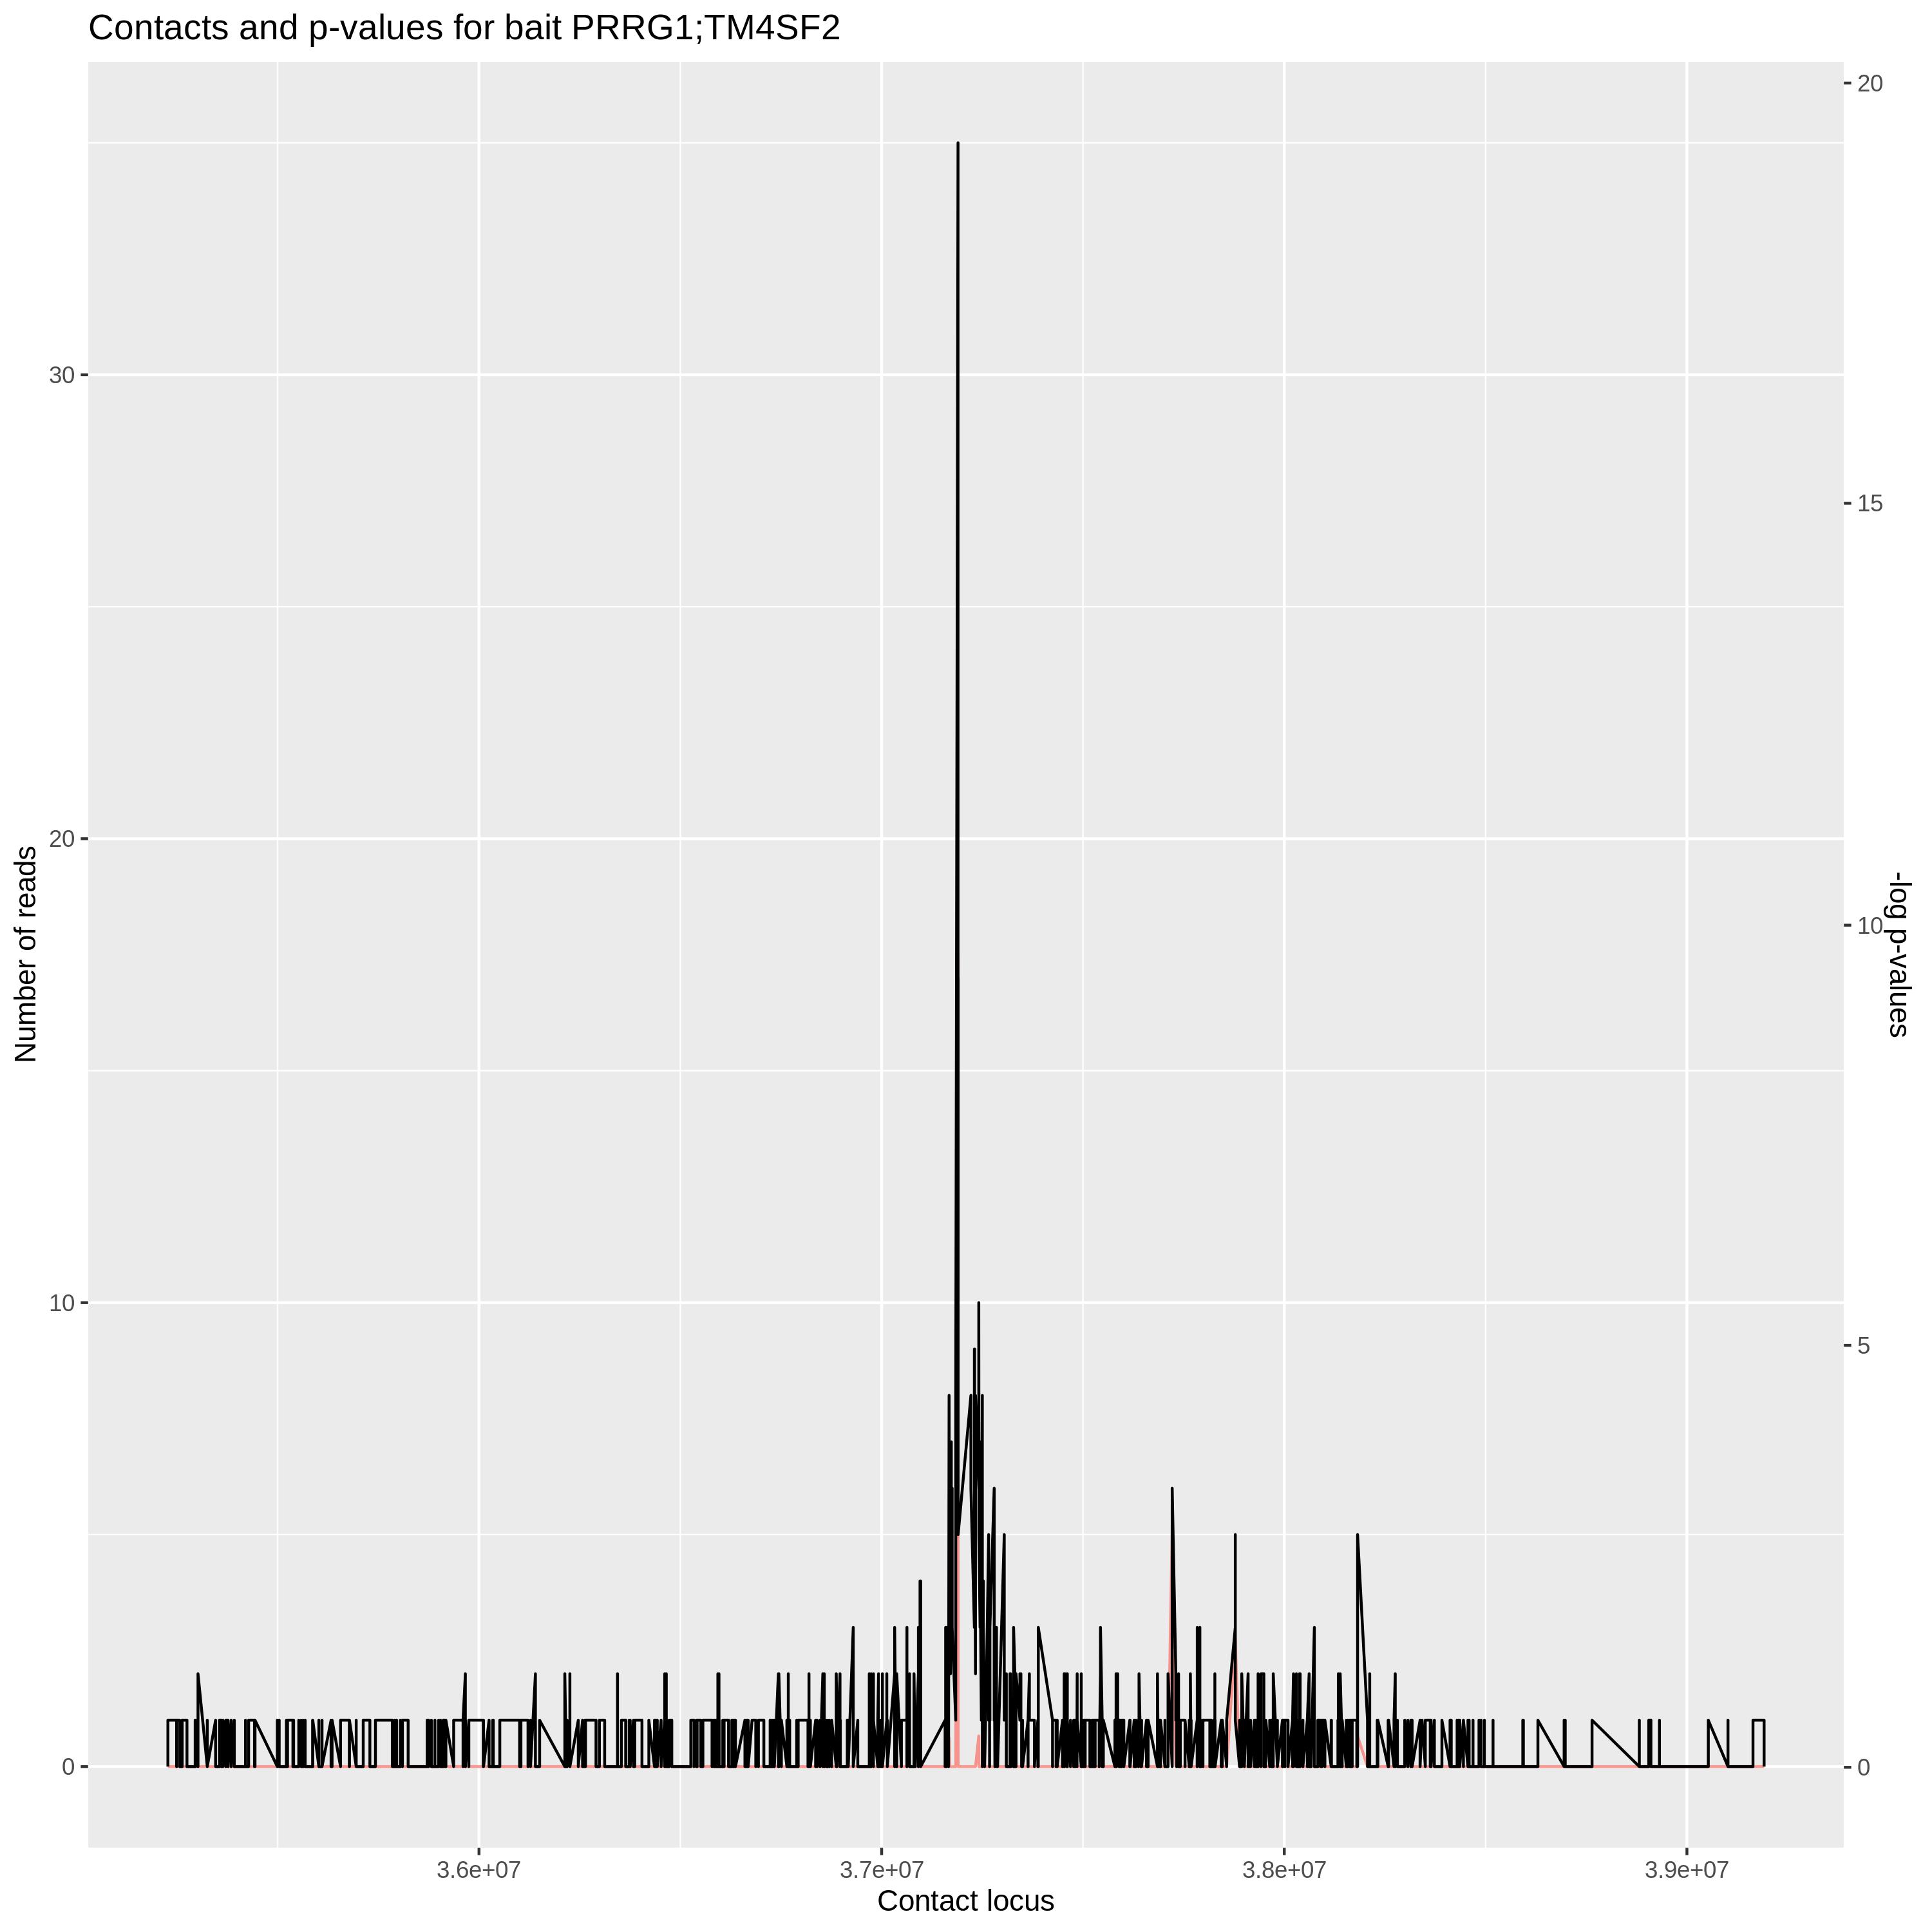 Contacts and p-values for bait PRRG1;TM4SF2
Number of reads
30
20
10
0
20
15
10
5
0
-log p-values
3.6e+07 3.7e+07 3.8e+07 3.9e+07
Contact locus